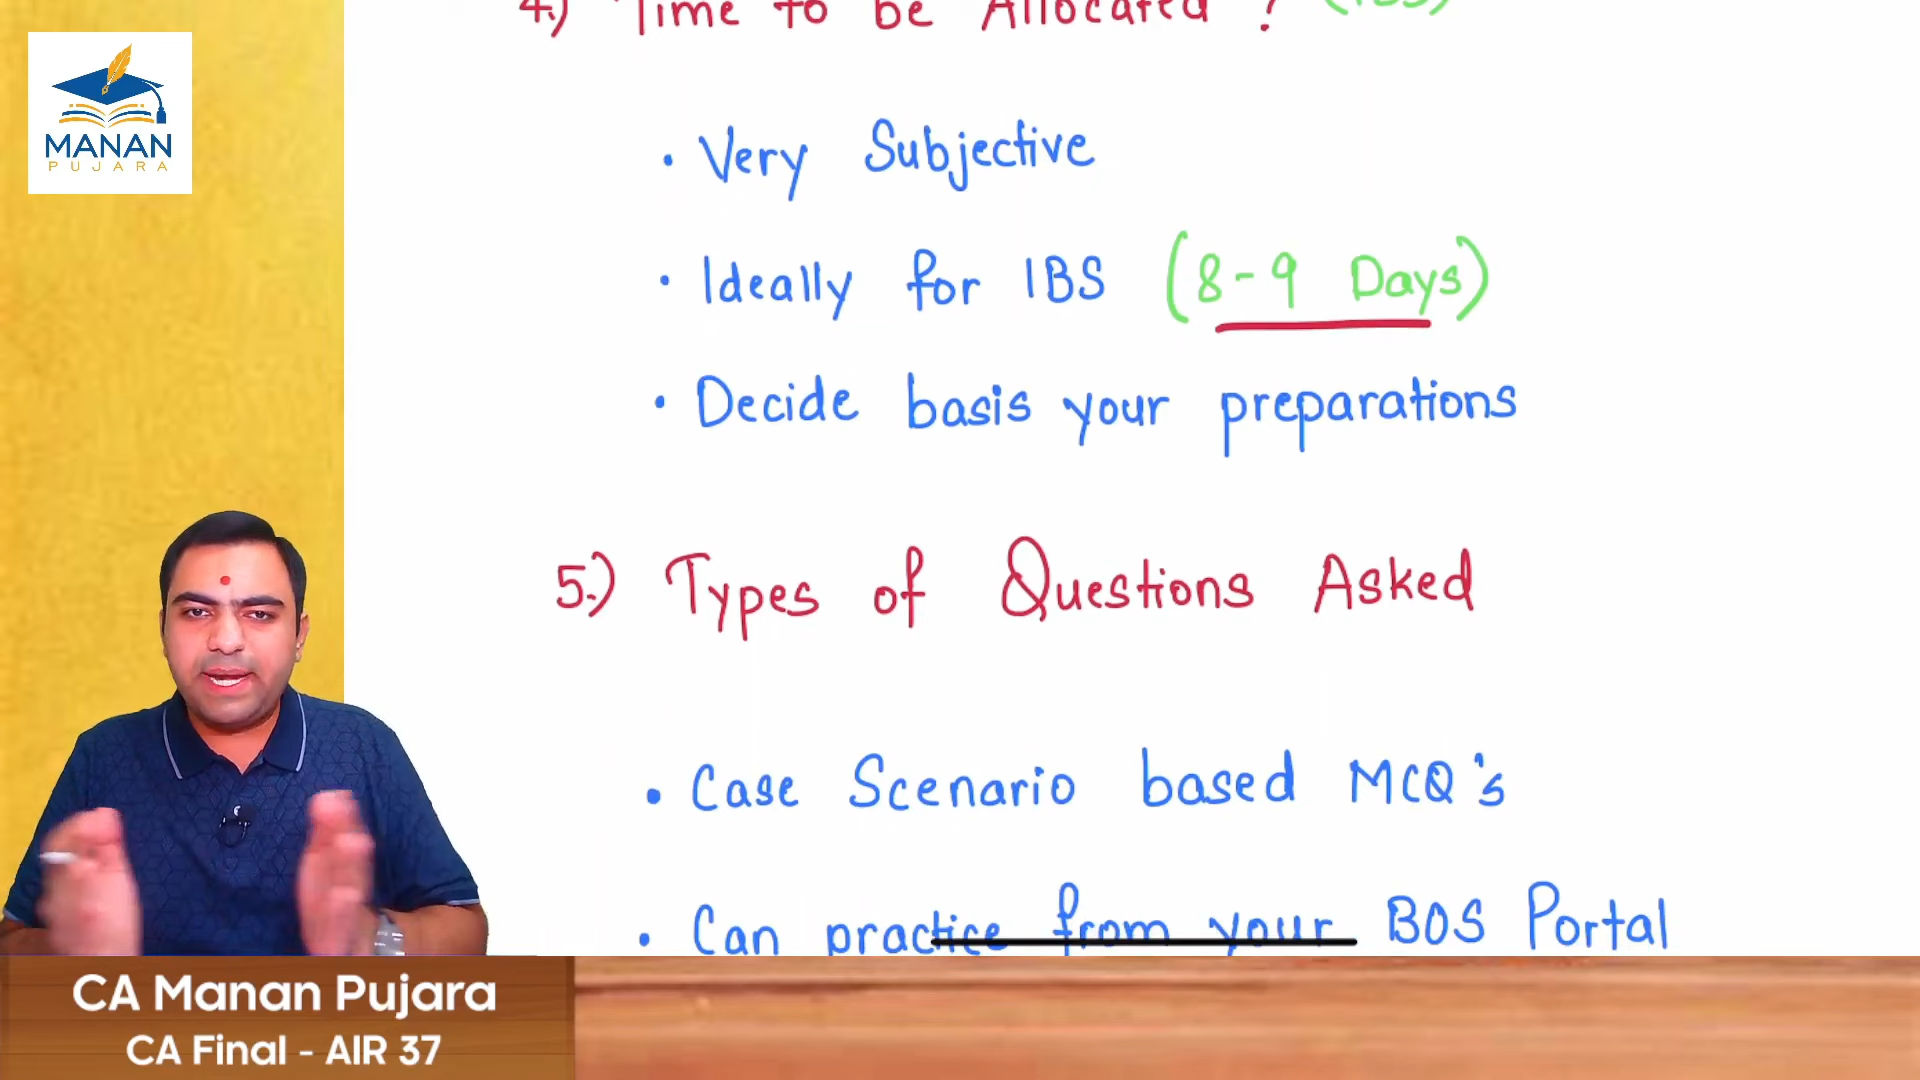 4.) Time to be Allocated ? (IBS)
MANAN
PUJARA
• Very Subjective
• Ideally for IBS (8-9 Days)
• Decide basis your preparations
5.) Types of Questions Asked
• Case Scenario based MCQ's
• Can practice from your BOS Portal
CA Manan Pujara
CA Final - AIR 37